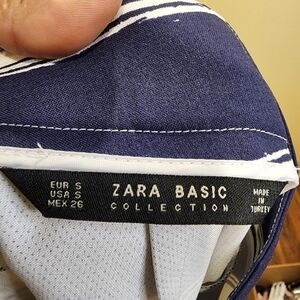 EUR S
USA S
MEX 26
ZARA BASIC
COLLECTION
MADE
IN
TURKEY